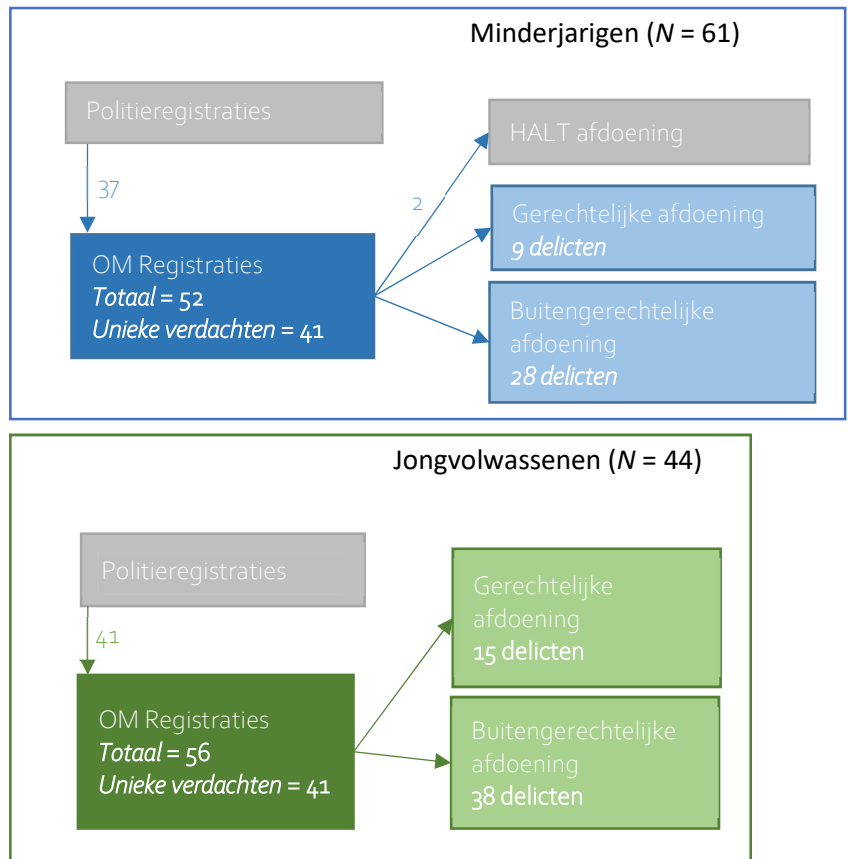 Minderjarigen (N = 61)
Politieregistraties
37
OM Registraties
Totaal = 52
Unieke verdachten = 41
2
HALT afdoening
Gerechtelijke afdoening
9 delicten
Buitengerechtelijke
afdoening
28 delicten
Jongvolwassenen (N = 44)
Politieregistraties
41
OM Registraties
Totaal = 56
Unieke verdachten = 41
Gerechtelijke
afdoening
15 delicten
Buitengerechtelijke
afdoening
38 delicten